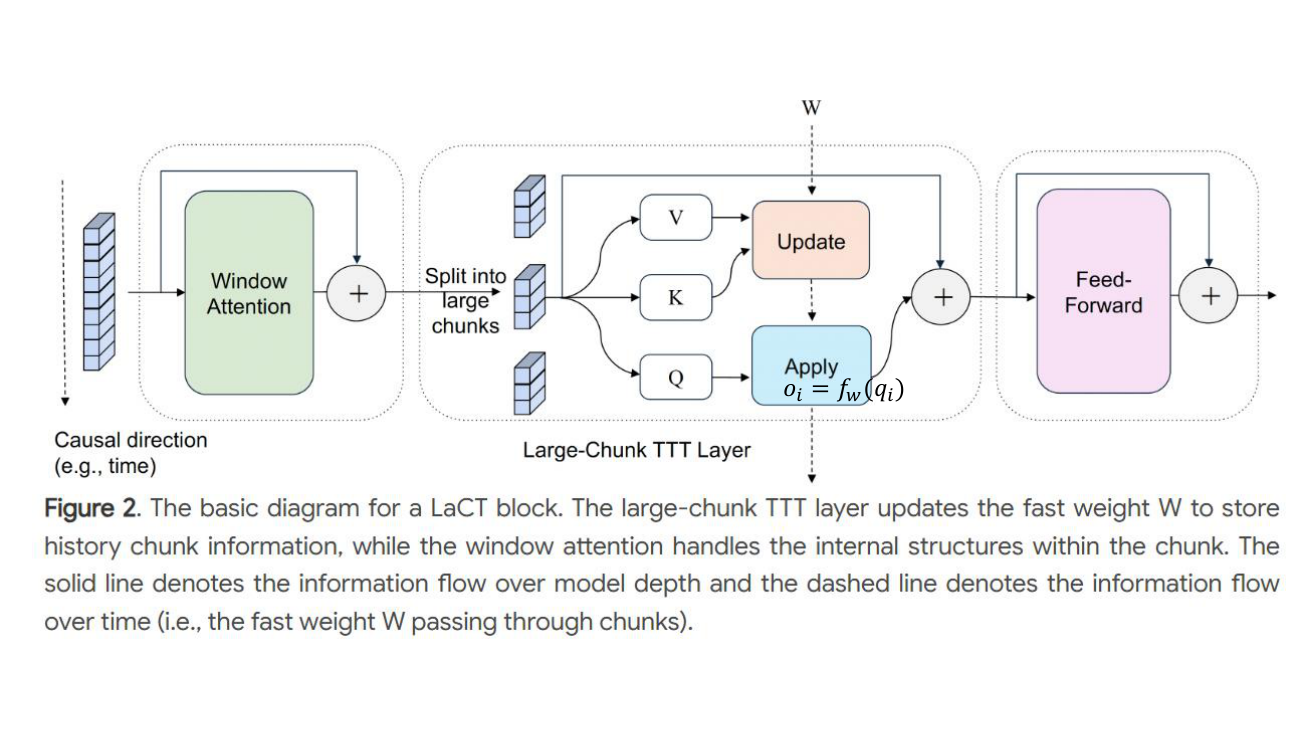 W
Window
Attention
+
Split into
large
chunks
V
K
Q
Update
Apply
oᵢ = f_w(qᵢ)
+
Feed-
Forward
+
Causal direction
(e.g., time)
Large-Chunk TTT Layer
Figure 2. The basic diagram for a LaCT block. The large-chunk TTT layer updates the fast weight W to store
history chunk information, while the window attention handles the internal structures within the chunk. The
solid line denotes the information flow over model depth and the dashed line denotes the information flow
over time (i.e., the fast weight W passing through chunks).